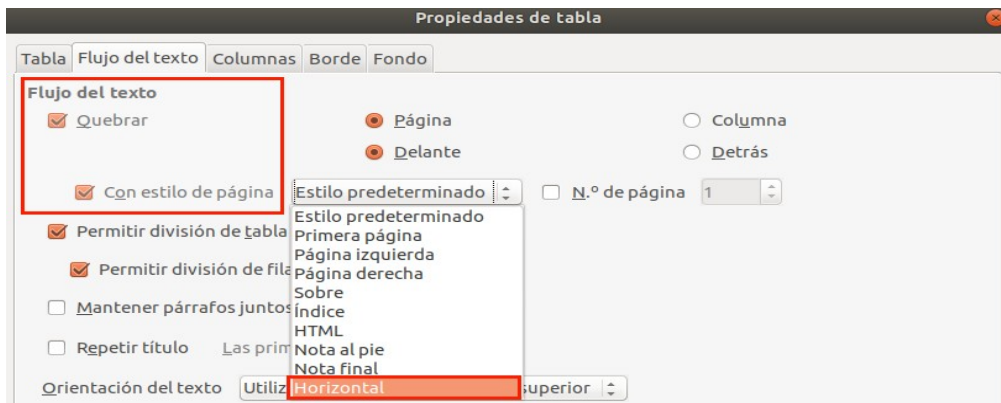 Propiedades de tabla
Tabla Flujo del texto Columnas Borde Fondo
Flujo del texto
Quebrar Página Columna
Delante Detrás
Con estilo de página Estilo predeterminado N.º de página 1
Estilo predeterminado
Permitir división de tabla Primera página
Página izquierda
Permitir división de Página derecha
Sobre
Mantener párrafos juntos Índice
HTML
Repetir título Las Nota al pie
Nota final
Orientación del texto Horizontal superior